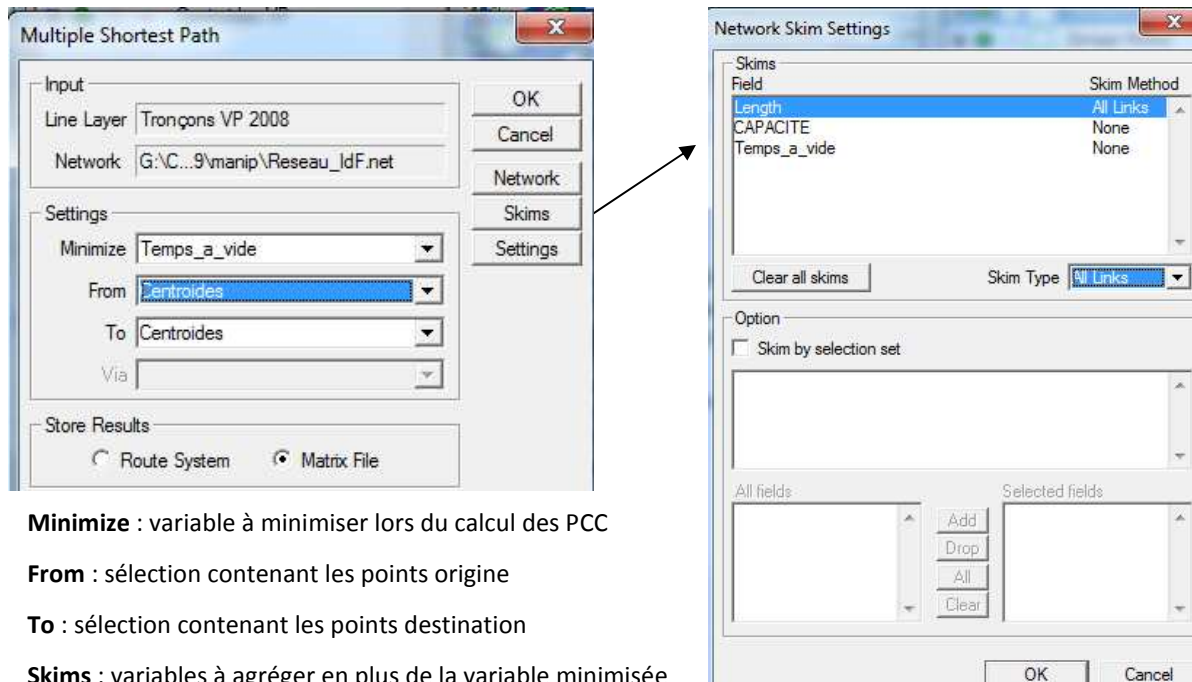 Multiple Shortest Path
Input
Line Layer Tronçons VP 2008
Network G:\C...9\manip\Reseau_IdF.net
Settings
Minimize Temps_a_vide
From Centroides
To Centroides
Via
Store Results
Route System Matrix File
OK
Cancel
Network
Skims
Settings
Network Skim Settings
Skims
Field Skim Method
Length All Links
CAPACITE None
Temps_a_vide None
Clear all skims Skim Type All Links
Option
Skim by selection set
All fields Selected fields
Add
Drop
All
Clear
OK Cancel
Minimize : variable à minimiser lors du calcul des PCC
From : sélection contenant les points origine
To : sélection contenant les points destination
Skims : variables à agréger en plus de la variable minimisée